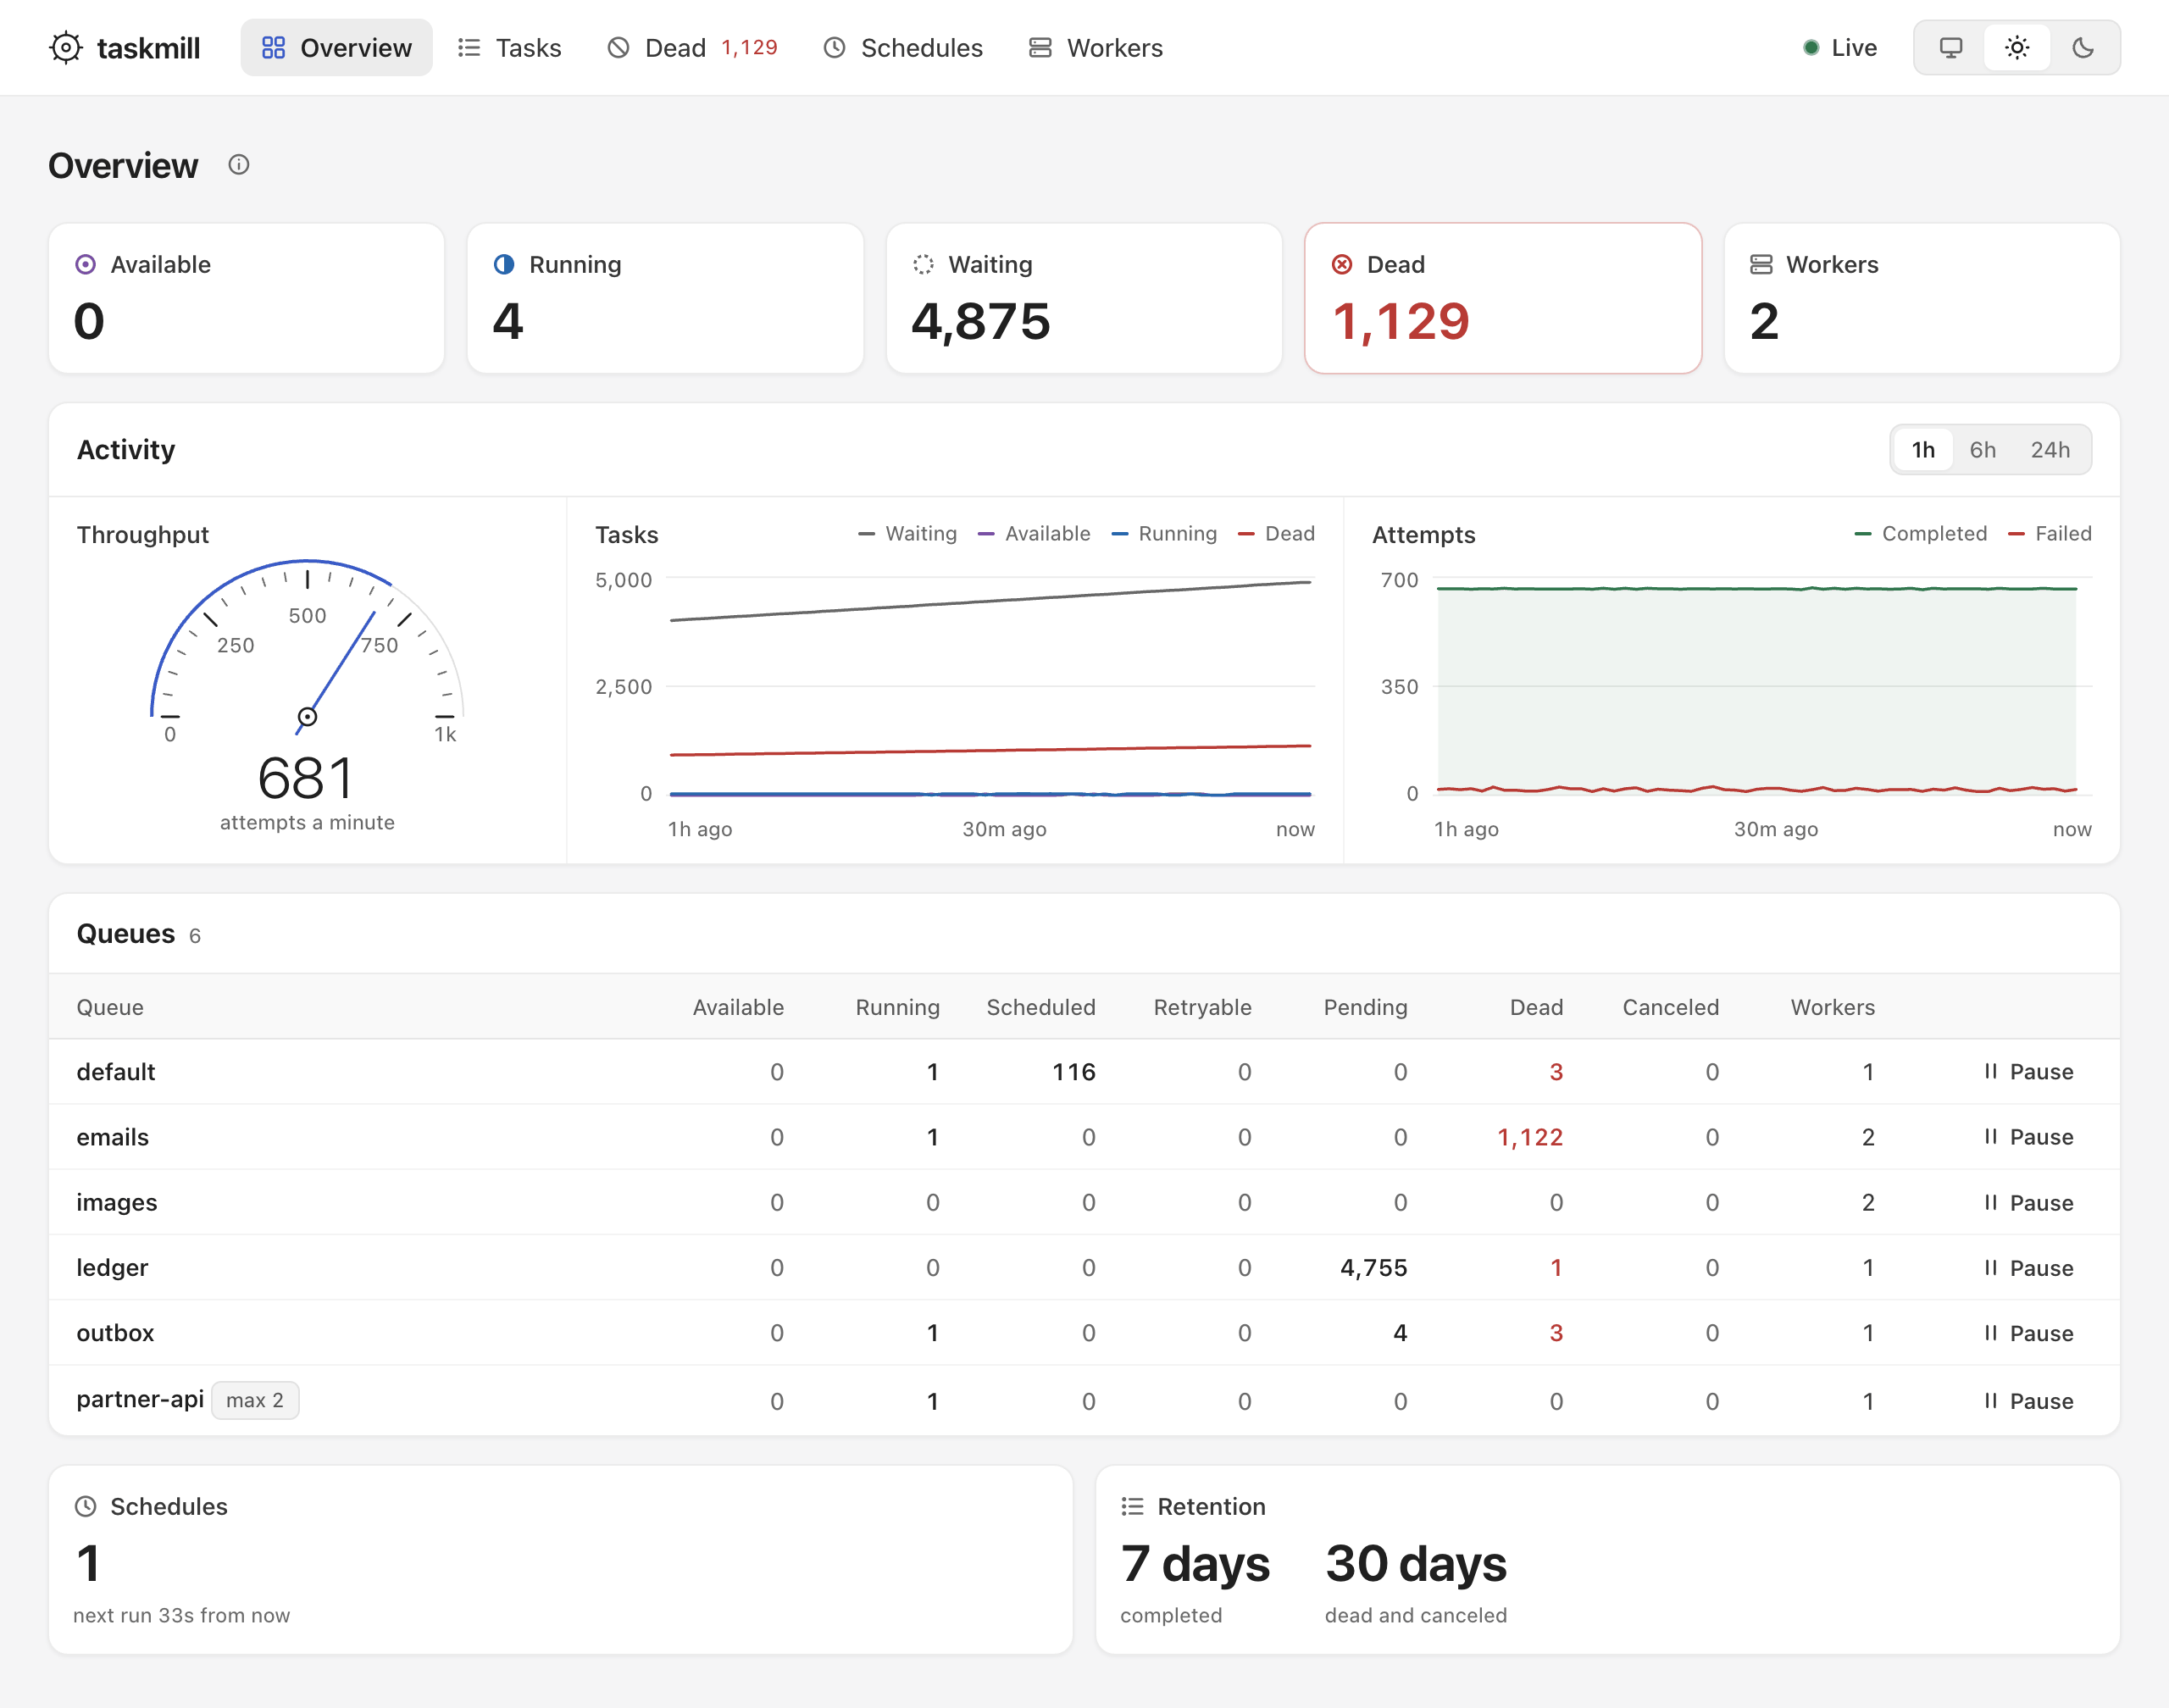 taskmill Overview Tasks Dead 1,129 Schedules Workers Live
Overview
Available Running Waiting Dead Workers
0 4 4,875 1,129 2
Activity 1h 6h 24h
Throughput
0 250 500 750 1k
681
attempts a minute
Tasks Waiting Available Running Dead
5,000
2,500
0
1h ago 30m ago now
Attempts Completed Failed
700
350
0
1h ago 30m ago now
Queues 6
Queue Available Running Scheduled Retryable Pending Dead Canceled Workers
default 0 1 116 0 0 3 0 1 Pause
emails 0 1 0 0 0 1,122 0 2 Pause
images 0 0 0 0 0 0 0 2 Pause
ledger 0 0 0 0 4,755 1 0 1 Pause
outbox 0 1 0 0 4 3 0 1 Pause
partner-api max 2 0 1 0 0 0 0 0 1 Pause
Schedules
1
next run 33s from now
Retention
7 days 30 days
completed dead and canceled